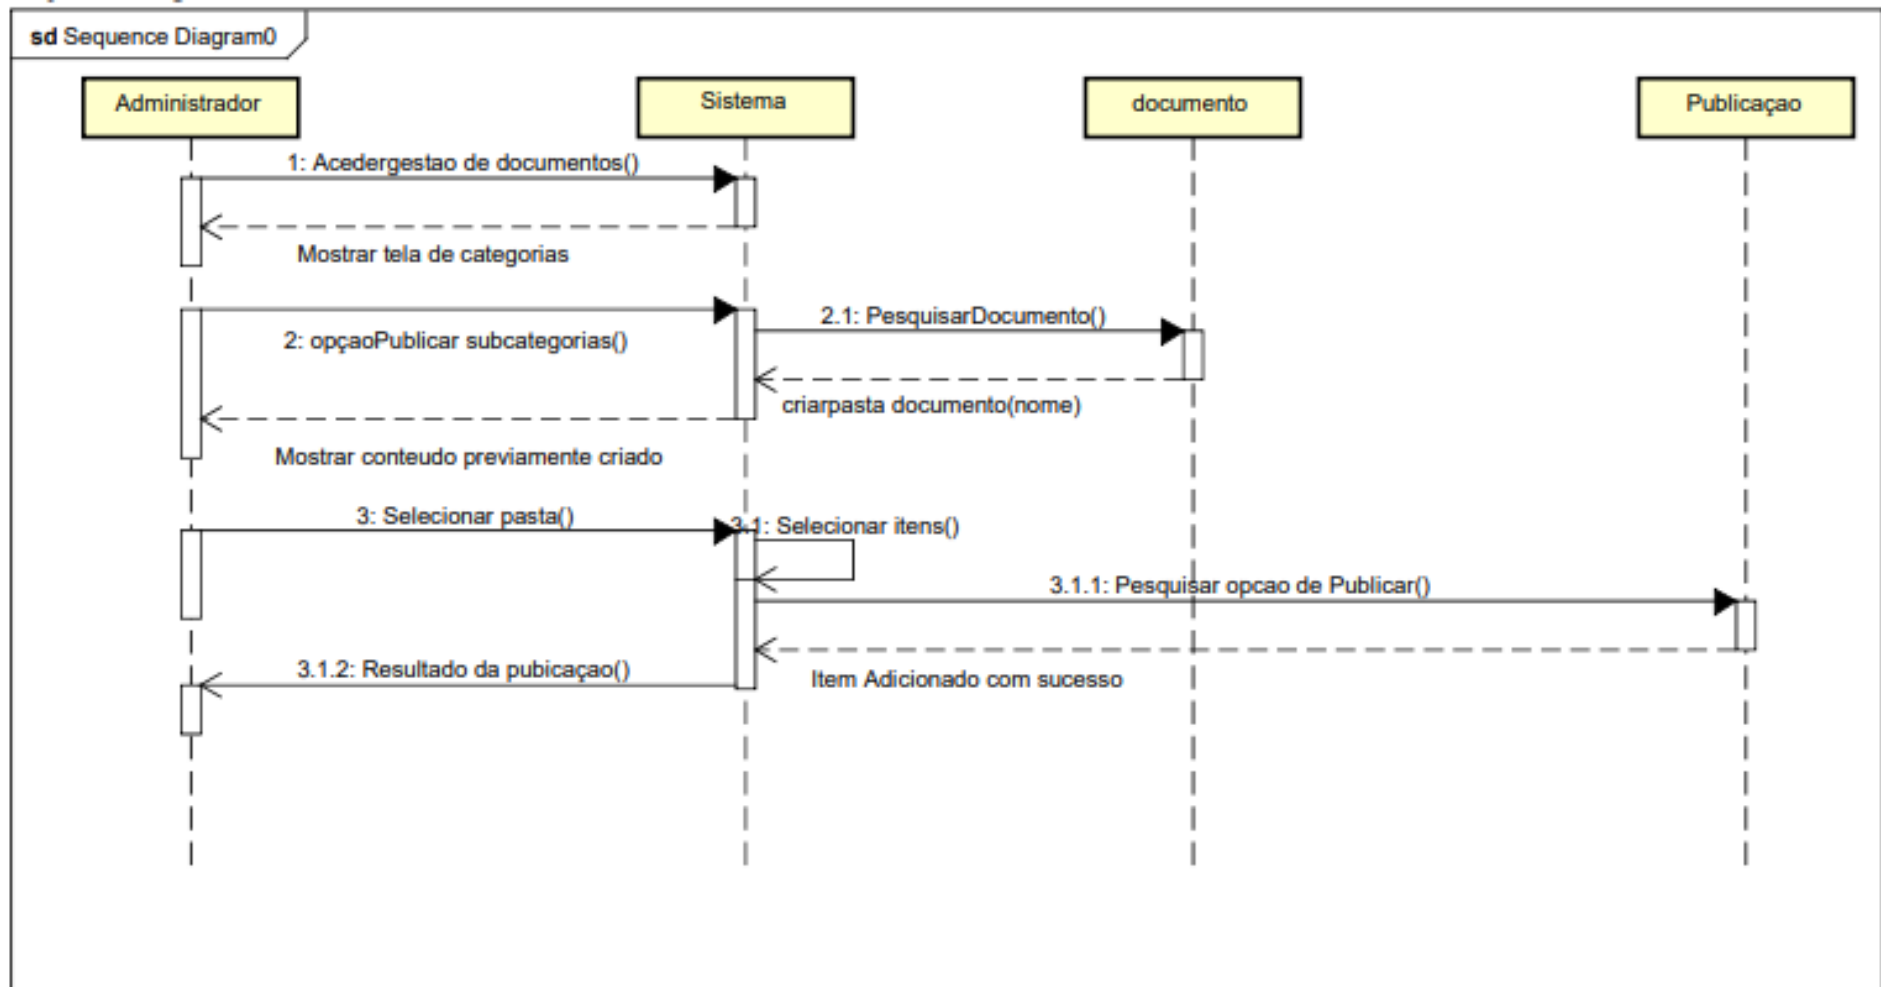 sd Sequence Diagram0
Administrador
Sistema
documento
Publicaçao
1: Acedergestao de documentos()
Mostrar tela de categorias
2.1: PesquisarDocumento()
2: opçaoPublicar subcategorias()
criarpasta documento(nome)
Mostrar conteudo previamente criado
3: Selecionar pasta()
3.1: Selecionar itens()
3.1.1: Pesquisar opcao de Publicar()
3.1.2: Resultado da pubicaçao()
Item Adicionado com sucesso